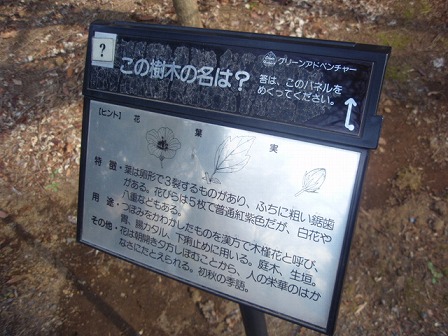 ?
グリーンアドベンチャー
この樹木の名は?
答は、このパネルを
めくってください。
【ヒント】 花 葉 実
特 徴・葉は卵形で3裂するものがあり、ふちに粗い鋸歯
がある。花びらは5枚で普通紅紫色だが、白花や
八重などもある。
用 途・つぼみをかわかしたものを漢方で木槿花と呼び、
胃、腸カタル、下痢止めに用いる。庭木、生垣。
その他・花は朝開き夕方しぼむことから、人の栄華のはか
なさにたとえられる。初秋の季語。